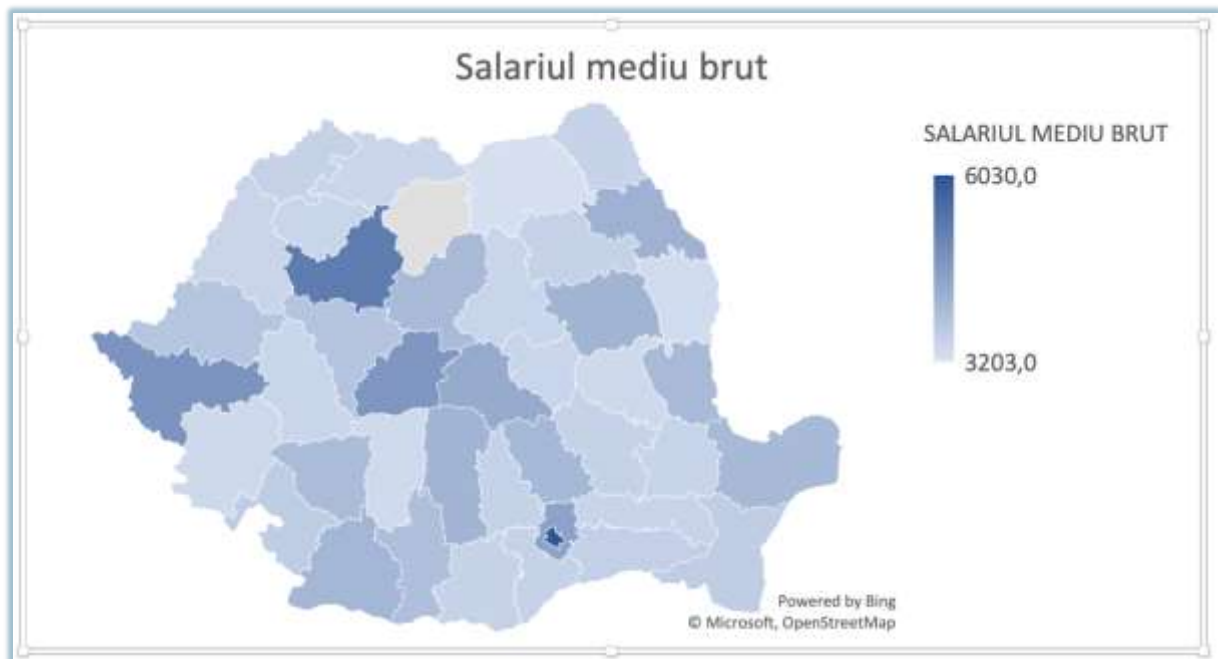 Salariul mediu brut
SALARIUL MEDIU BRUT
6030,0
3203,0
Powered by Bing
© Microsoft, OpenStreetMap